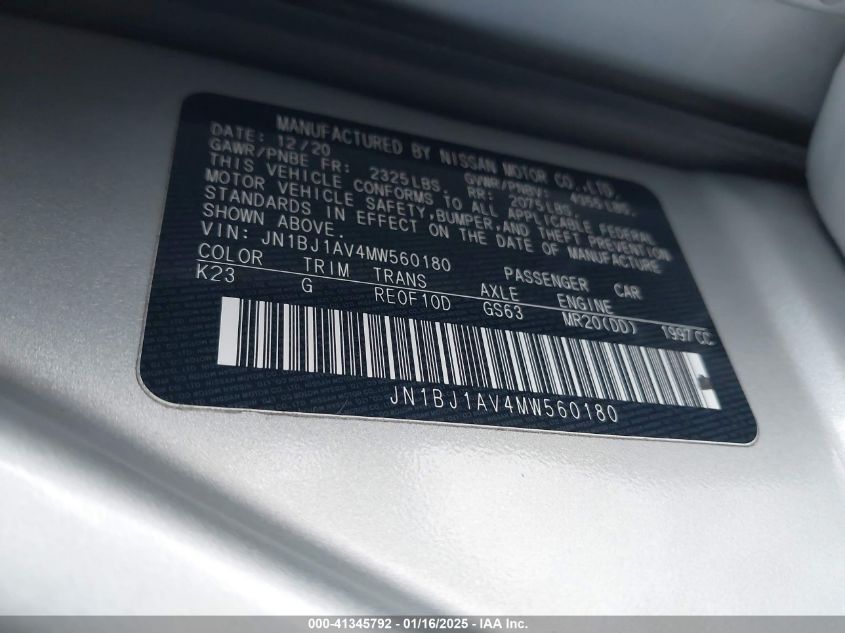 MANUFACTURED BY NISSAN MOTOR CO.,LTD.
DATE: 12/20 GVWR/PNBV: LBS.
GAWR/PNBE FR: 2325LBS. RR: 2075LBS.
THIS VEHICLE CONFORMS TO ALL APPLICABLE FEDERAL
MOTOR VEHICLE SAFETY,BUMPER,AND THEFT PREVENTION
STANDARDS IN EFFECT ON THE DATE OF MANUFACTURE
SHOWN ABOVE.
VIN: JN1BJ1AV4MW560180 PASSENGER CAR
COLOR TRIM TRANS AXLE ENGINE
K23 G RE0F10D GS63 MR20(DD) 1997CC
JN1BJ1AV4MW560180
000-41345792 - 01/16/2025 - IAA Inc.